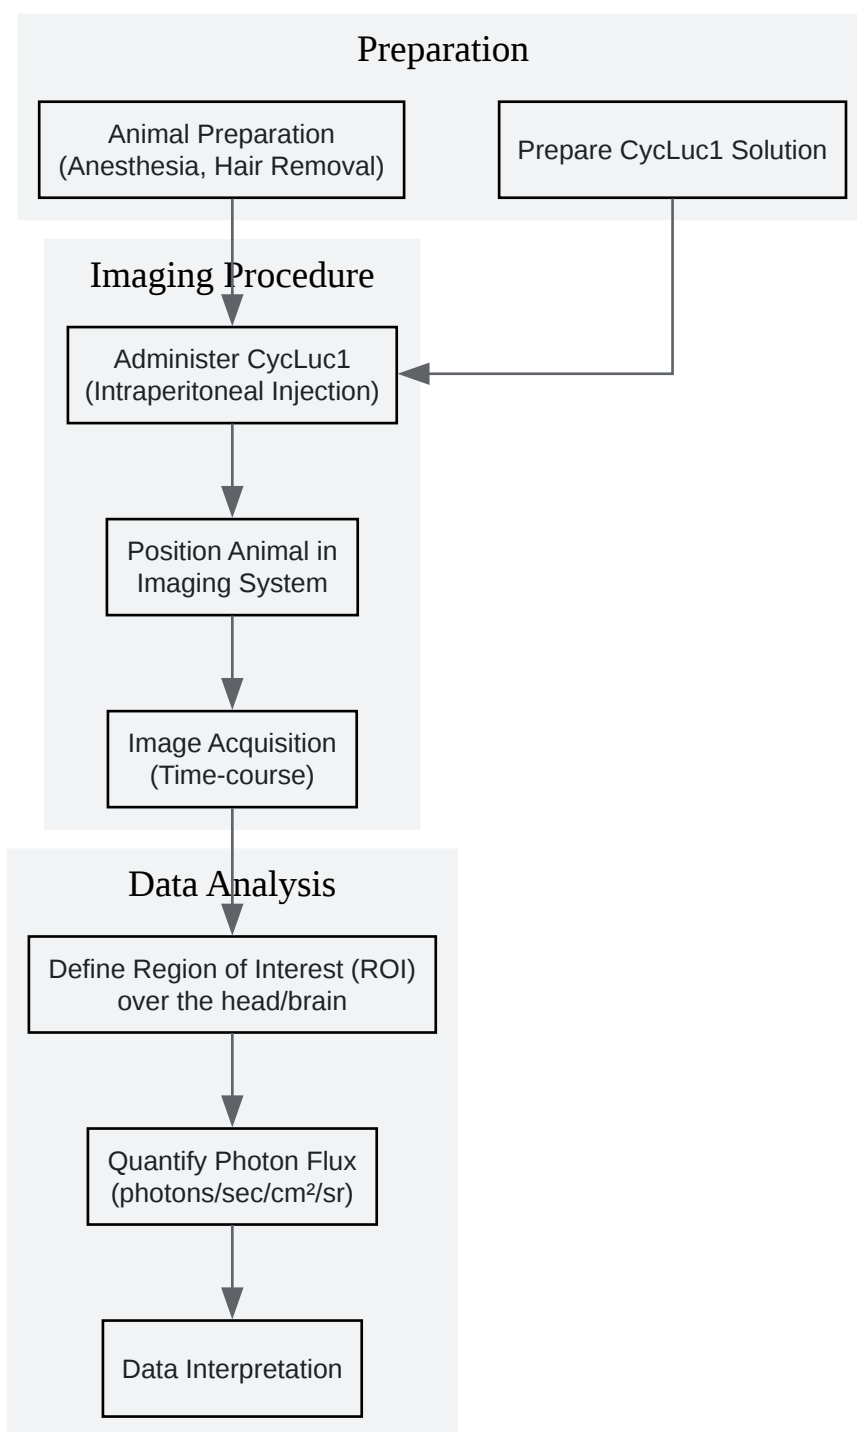 Preparation
Animal Preparation
(Anesthesia, Hair Removal)
Prepare CycLuc1 Solution
Imaging Procedure
Administer CycLuc1
(Intraperitoneal Injection)
Position Animal in
Imaging System
Image Acquisition
(Time-course)
Data Analysis
Define Region of Interest (ROI)
over the head/brain
Quantify Photon Flux
(photons/sec/cm²/sr)
Data Interpretation